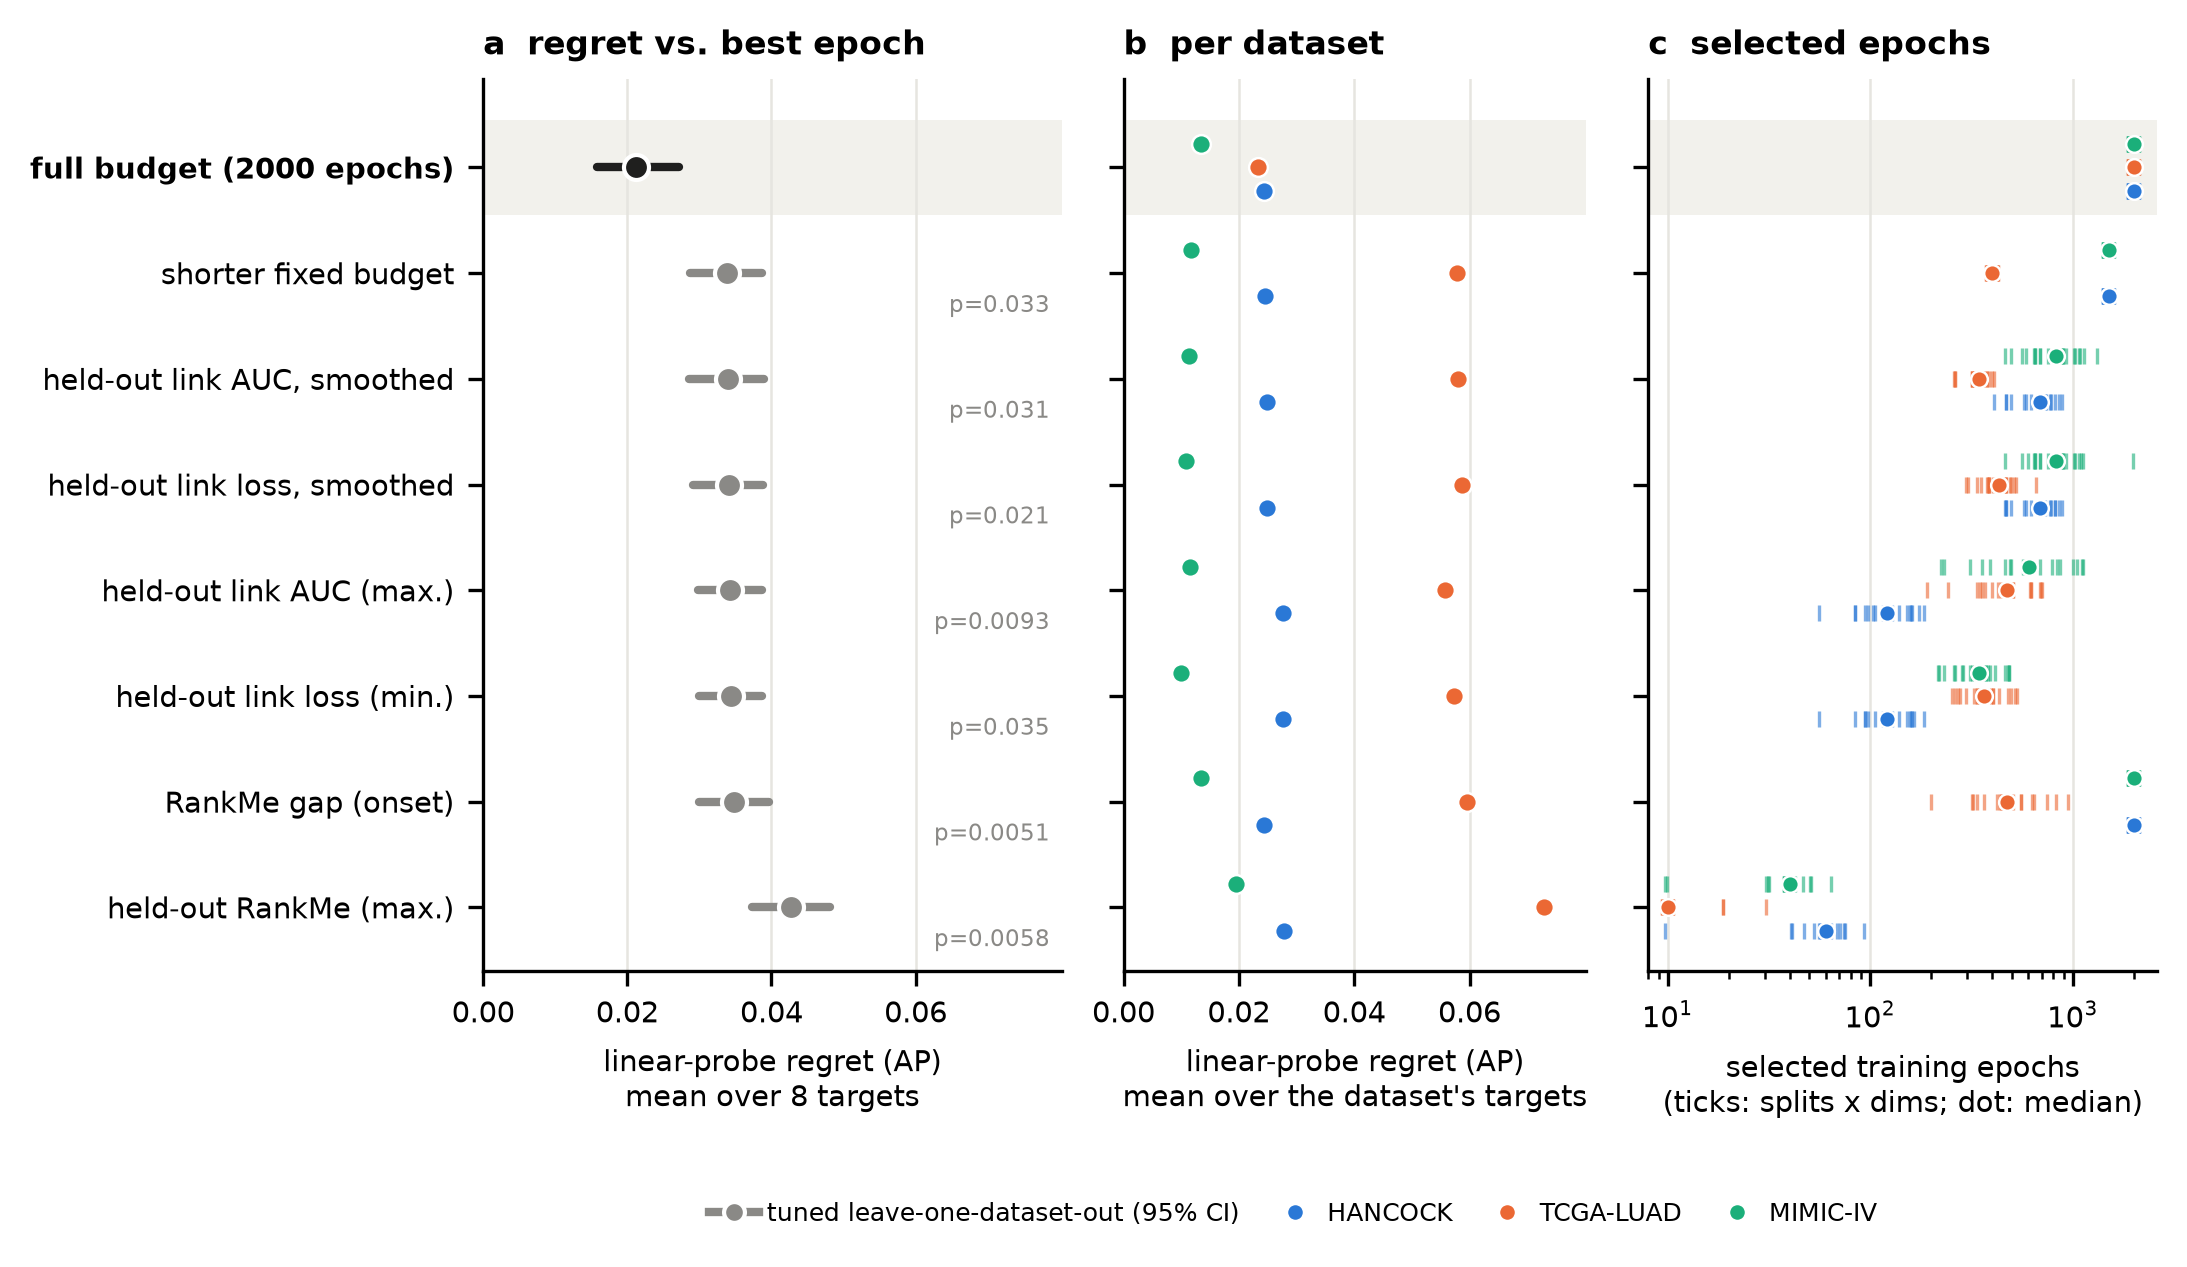 a regret vs. best epoch
b per dataset
c selected epochs
full budget (2000 epochs)
shorter fixed budget
p=0.033
held-out link AUC, smoothed
p=0.031
held-out link loss, smoothed
p=0.021
held-out link AUC (max.)
p=0.0093
held-out link loss (min.)
p=0.035
RankMe gap (onset)
p=0.0051
held-out RankMe (max.)
p=0.0058
0.00 0.02 0.04 0.06
linear-probe regret (AP)
mean over 8 targets
0.00 0.02 0.04 0.06
linear-probe regret (AP)
mean over the dataset's targets
10¹ 10² 10³
selected training epochs
(ticks: splits x dims; dot: median)
tuned leave-one-dataset-out (95% CI) HANCOCK TCGA-LUAD MIMIC-IV